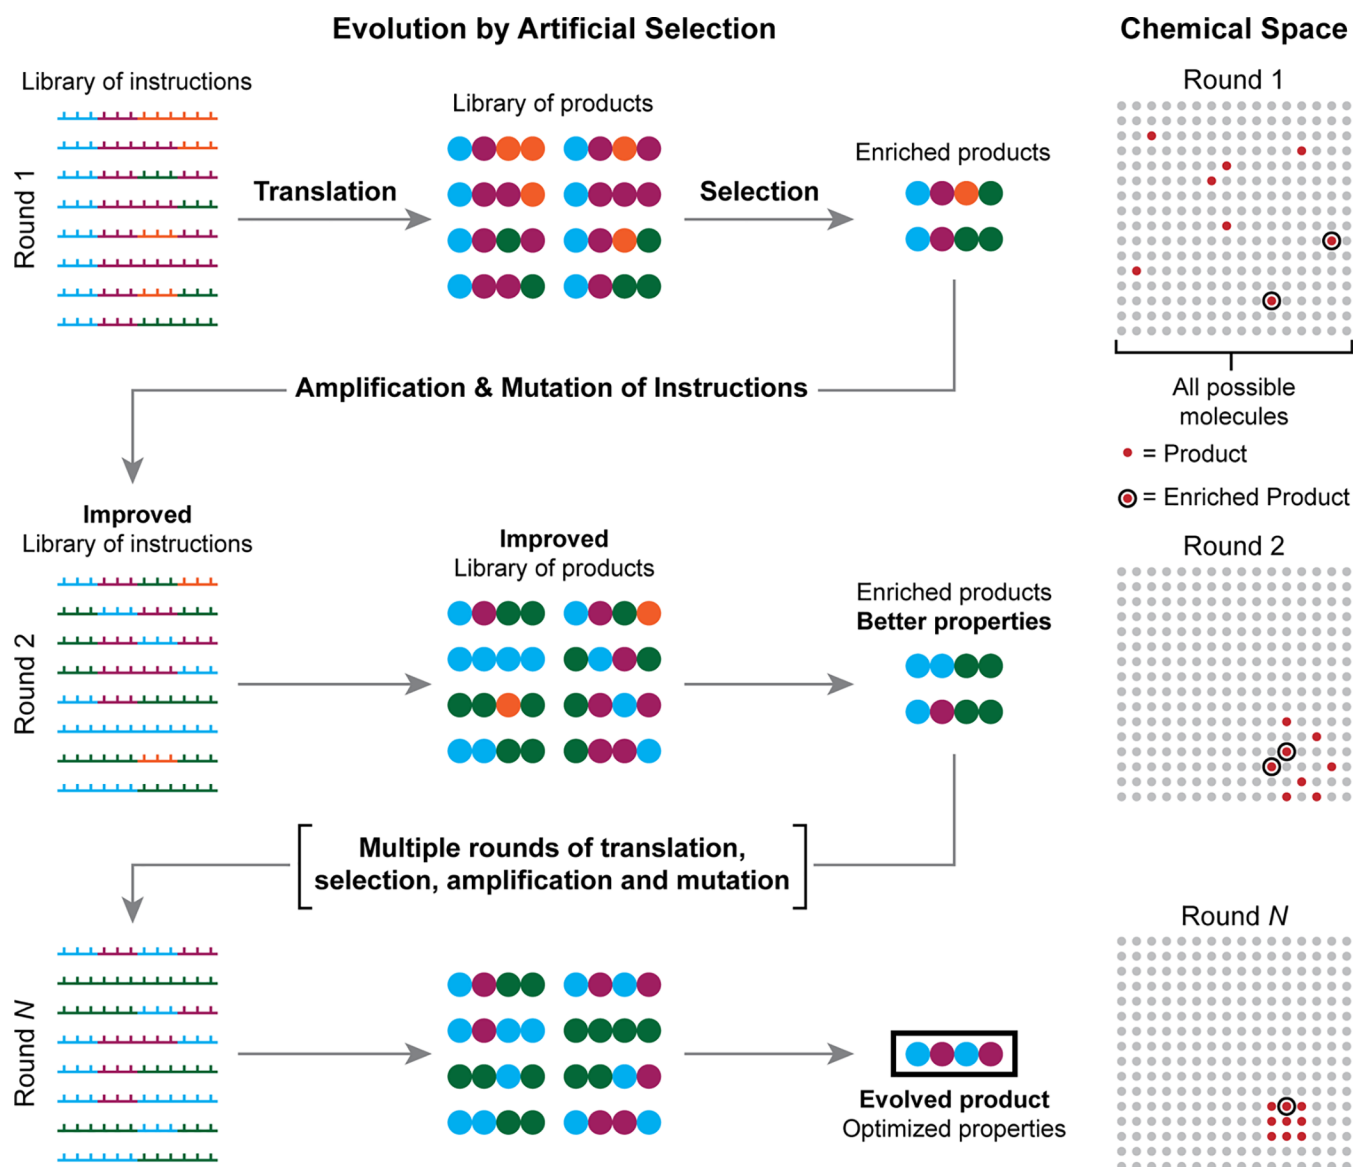 Evolution by Artificial Selection
Chemical Space
Library of instructions
Library of products
Round 1
Round 1
Translation
Selection
Enriched products
Amplification & Mutation of Instructions
All possible
molecules
= Product
= Enriched Product
Improved
Library of instructions
Improved
Library of products
Round 2
Enriched products
Better properties
Round 2
Multiple rounds of translation,
selection, amplification and mutation
Round N
Round N
Evolved product
Optimized properties